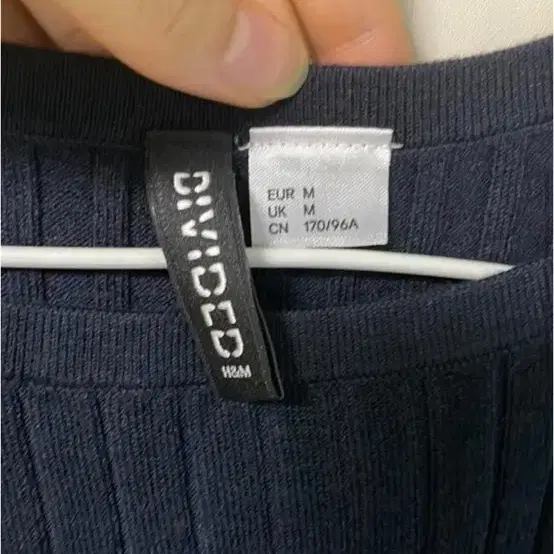 DIVIDED
H&M
EUR M
UK M
CN 170/96A